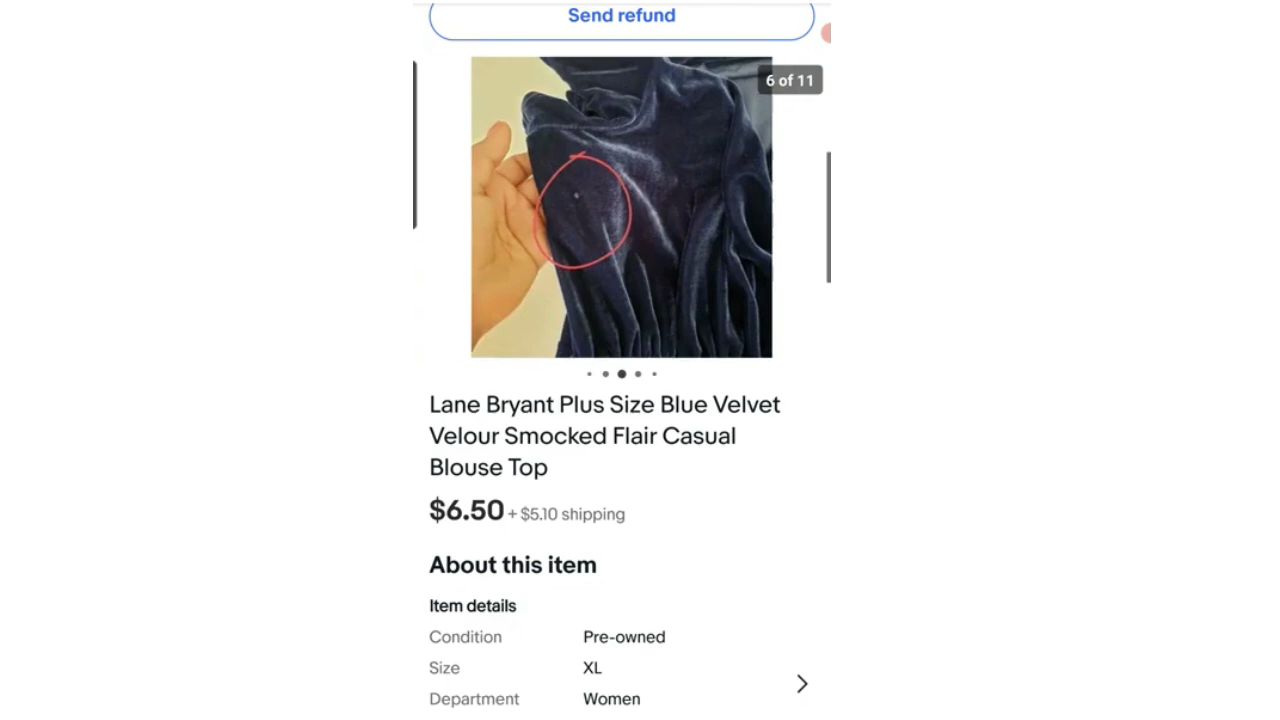 Send refund
6 of 11
Lane Bryant Plus Size Blue Velvet
Velour Smocked Flair Casual
Blouse Top
$6.50 + $5.10 shipping
About this item
Item details
Condition Pre-owned
Size XL
Department Women